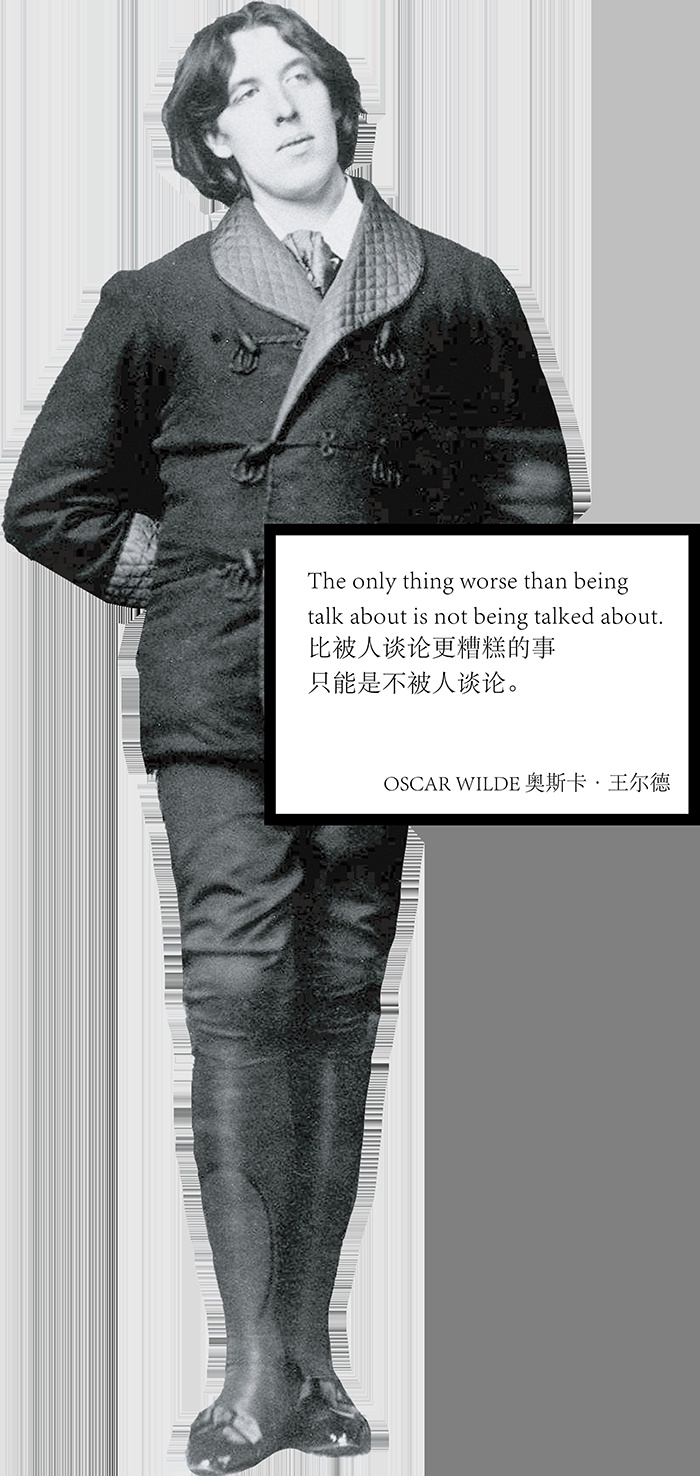 The only thing worse than being
talk about is not being talked about.
比被人谈论更糟糕的事
只能是不被人谈论。
OSCAR WILDE 奥斯卡 · 王尔德